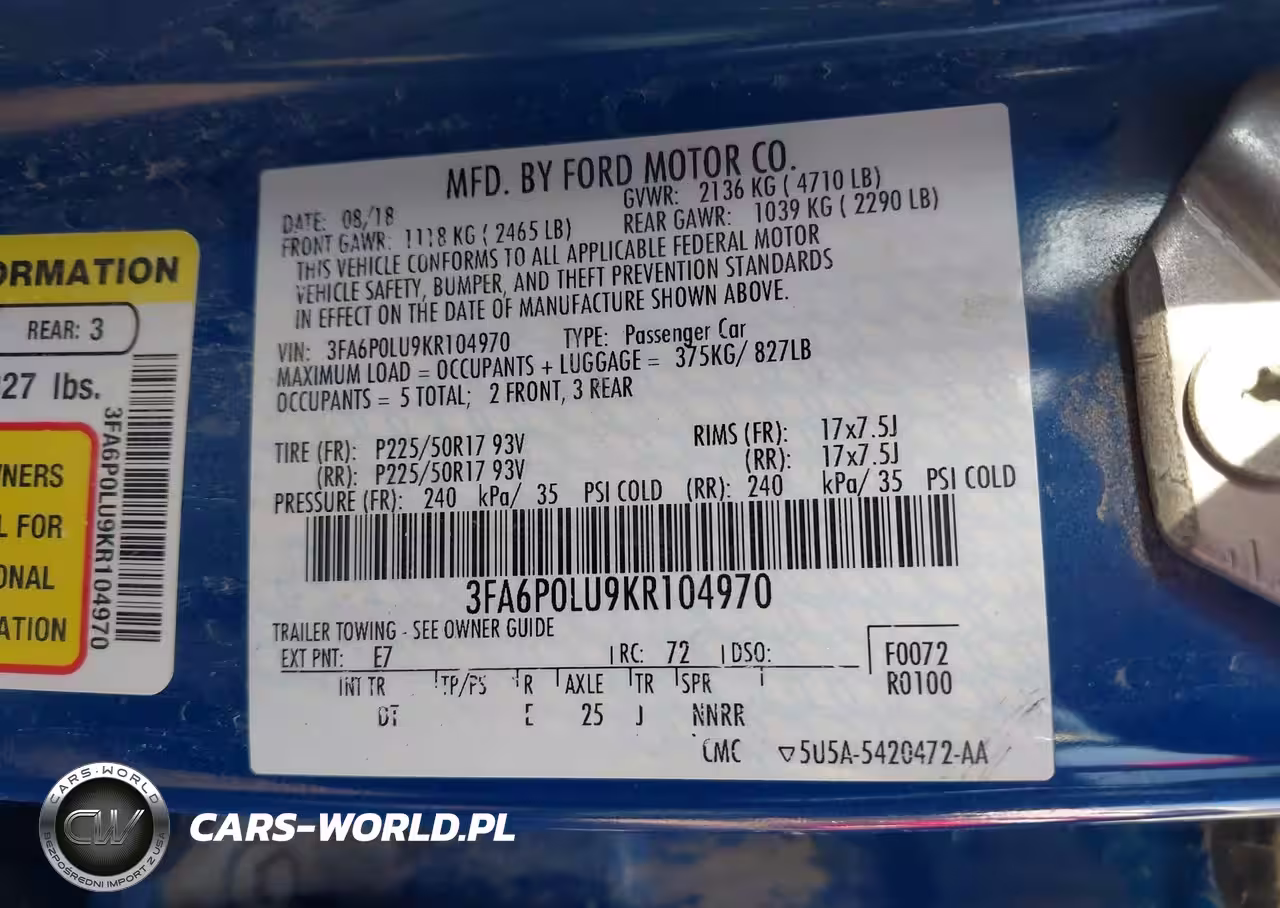 MFD. BY FORD MOTOR CO.
DATE: 08/18
GVWR: 2136 KG ( 4710 LB)
FRONT GAWR: 1118 KG ( 2465 LB)
REAR GAWR: 1039 KG ( 2290 LB)
THIS VEHICLE CONFORMS TO ALL APPLICABLE FEDERAL MOTOR
VEHICLE SAFETY, BUMPER, AND THEFT PREVENTION STANDARDS
IN EFFECT ON THE DATE OF MANUFACTURE SHOWN ABOVE.
VIN: 3FA6P0LU9KR104970 TYPE: Passenger Car
MAXIMUM LOAD = OCCUPANTS + LUGGAGE = 375KG/ 827LB
OCCUPANTS = 5 TOTAL; 2 FRONT, 3 REAR
TIRE (FR): P225/50R17 93V RIMS (FR): 17x7.5J
(RR): P225/50R17 93V (RR): 17x7.5J
PRESSURE (FR): 240 kPa/ 35 PSI COLD (RR): 240 kPa/ 35 PSI COLD
3FA6P0LU9KR104970
TRAILER TOWING - SEE OWNER GUIDE
EXT PNT: E7 RC: 72 DSO:
F0072
R0100
INT TR TP/PS R AXLE TR SPR
DT E 25 J NNRR
CMC ▽5U5A-5420472-AA
ORMATION
REAR: 3
27 lbs.
3FA6P0LU9KR104970
NERS
L FOR
ONAL
ATION
CARS-WORLD
CW
BEZPOŚREDNI IMPORT Z USA
CARS-WORLD.PL